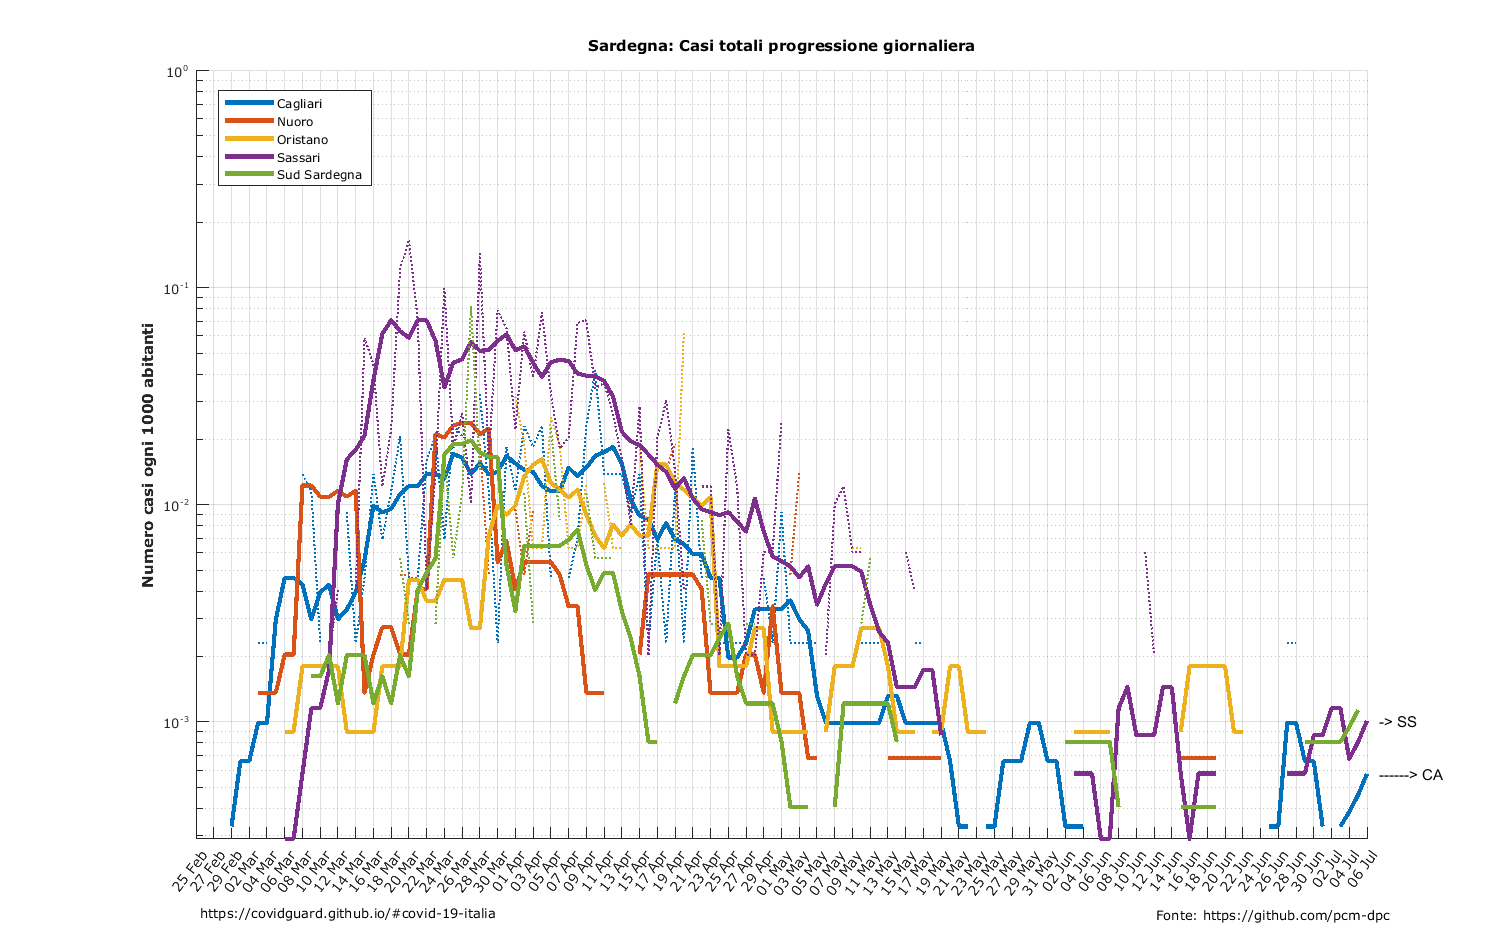 Sardegna: Casi totali progressione giornaliera
10^0
10^-1
10^-2
10^-3
Numero casi ogni 1000 abitanti
Cagliari
Nuoro
Oristano
Sassari
Sud Sardegna
-> SS
------> CA
25 Feb
27 Feb
29 Feb
02 Mar
04 Mar
06 Mar
08 Mar
10 Mar
12 Mar
14 Mar
16 Mar
18 Mar
20 Mar
22 Mar
24 Mar
26 Mar
28 Mar
30 Mar
01 Apr
03 Apr
05 Apr
07 Apr
09 Apr
11 Apr
13 Apr
15 Apr
17 Apr
19 Apr
21 Apr
23 Apr
25 Apr
27 Apr
29 Apr
01 May
03 May
05 May
07 May
09 May
11 May
13 May
15 May
17 May
19 May
21 May
23 May
25 May
27 May
29 May
31 May
02 Jun
04 Jun
06 Jun
08 Jun
10 Jun
12 Jun
14 Jun
16 Jun
18 Jun
20 Jun
22 Jun
24 Jun
26 Jun
28 Jun
30 Jun
02 Jul
04 Jul
06 Jul
https://covidguard.github.io/#covid-19-italia
Fonte: https://github.com/pcm-dpc